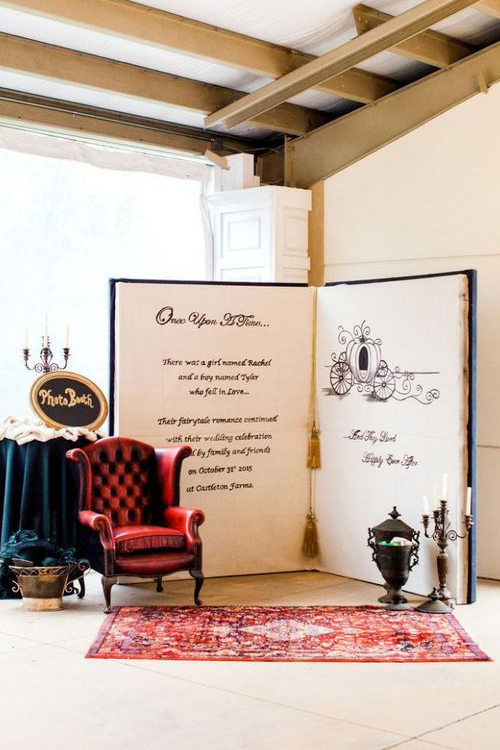 Photo Booth
Once Upon A Time...
There was a girl named Rachel
and a boy named Tyler
who fell in Love...
Their fairytale romance continued
with their wedding celebration
by family and friends
on October 31st 2015
at Castleton Farms.
...And They Lived
Happily Ever After